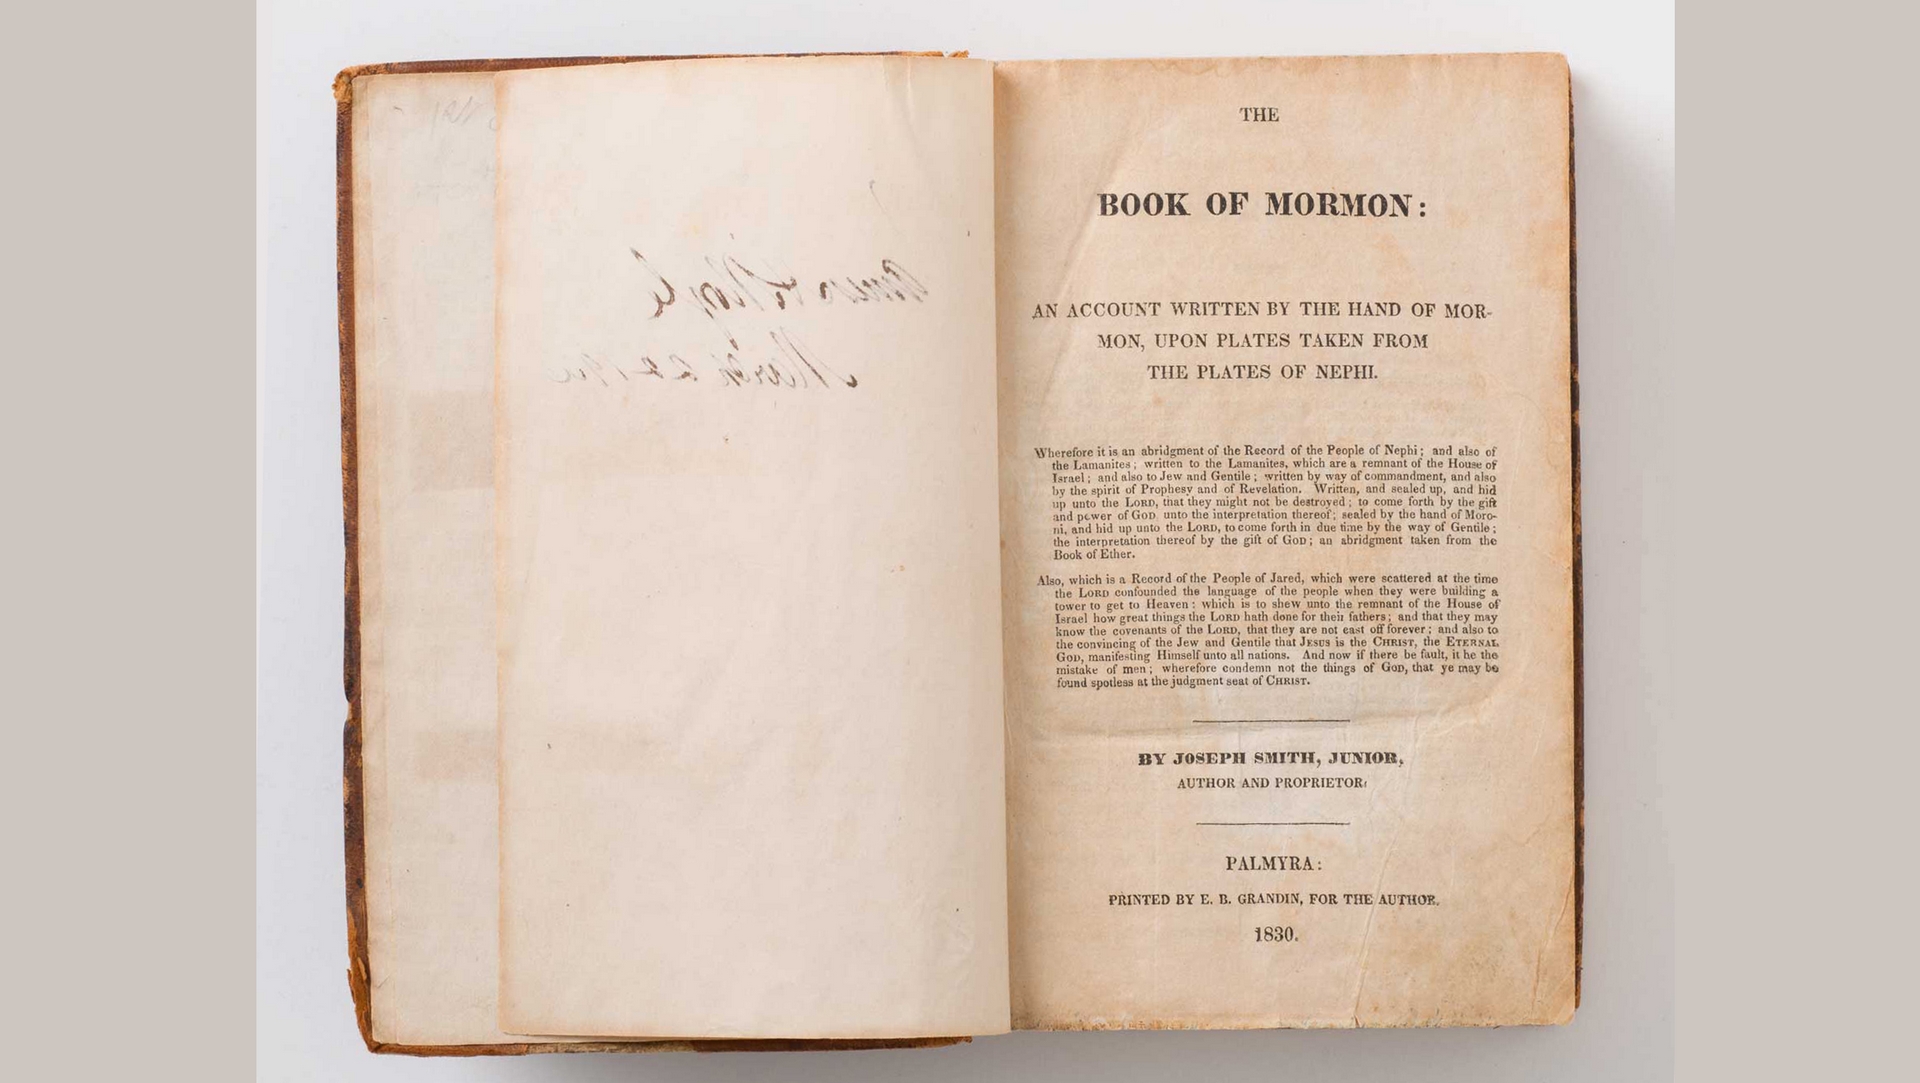 THE
BOOK OF MORMON:
AN ACCOUNT WRITTEN BY THE HAND OF MOR-
MON, UPON PLATES TAKEN FROM
THE PLATES OF NEPHI.
Wherefore it is an abridgment of the Record of the People of Nephi; and also of
the Lamanites; written to the Lamanites, which are a remnant of the House of
Israel; and also to Jew and Gentile; written by way of commandment, and also
by the spirit of Prophesy and of Revelation. Written, and sealed up, and hid
up unto the LORD, that they might not be destroyed; to come forth by the gift
and power of GOD unto the interpretation thereof; sealed by the hand of Moro-
ni, and hid up unto the LORD, to come forth in due time by the way of Gentile;
the interpretation thereof by the gift of GOD; an abridgment taken from the
Book of Ether.
Also, which is a Record of the People of Jared, which were scattered at the time
the LORD confounded the language of the people when they were building a
tower to get to Heaven: which is to shew unto the remnant of the House of
Israel how great things the LORD hath done for their fathers; and that they may
know the covenants of the LORD, that they are not cast off forever; and also to
the convincing of the Jew and Gentile that JESUS is the CHRIST, the ETERNAL
GOD, manifesting Himself unto all nations. And now if there be fault, it be the
mistake of men; wherefore condemn not the things of GOD, that ye may be
found spotless at the judgment seat of CHRIST.
BY JOSEPH SMITH, JUNIOR,
AUTHOR AND PROPRIETOR.
PALMYRA:
PRINTED BY E. B. GRANDIN, FOR THE AUTHOR.
1830.